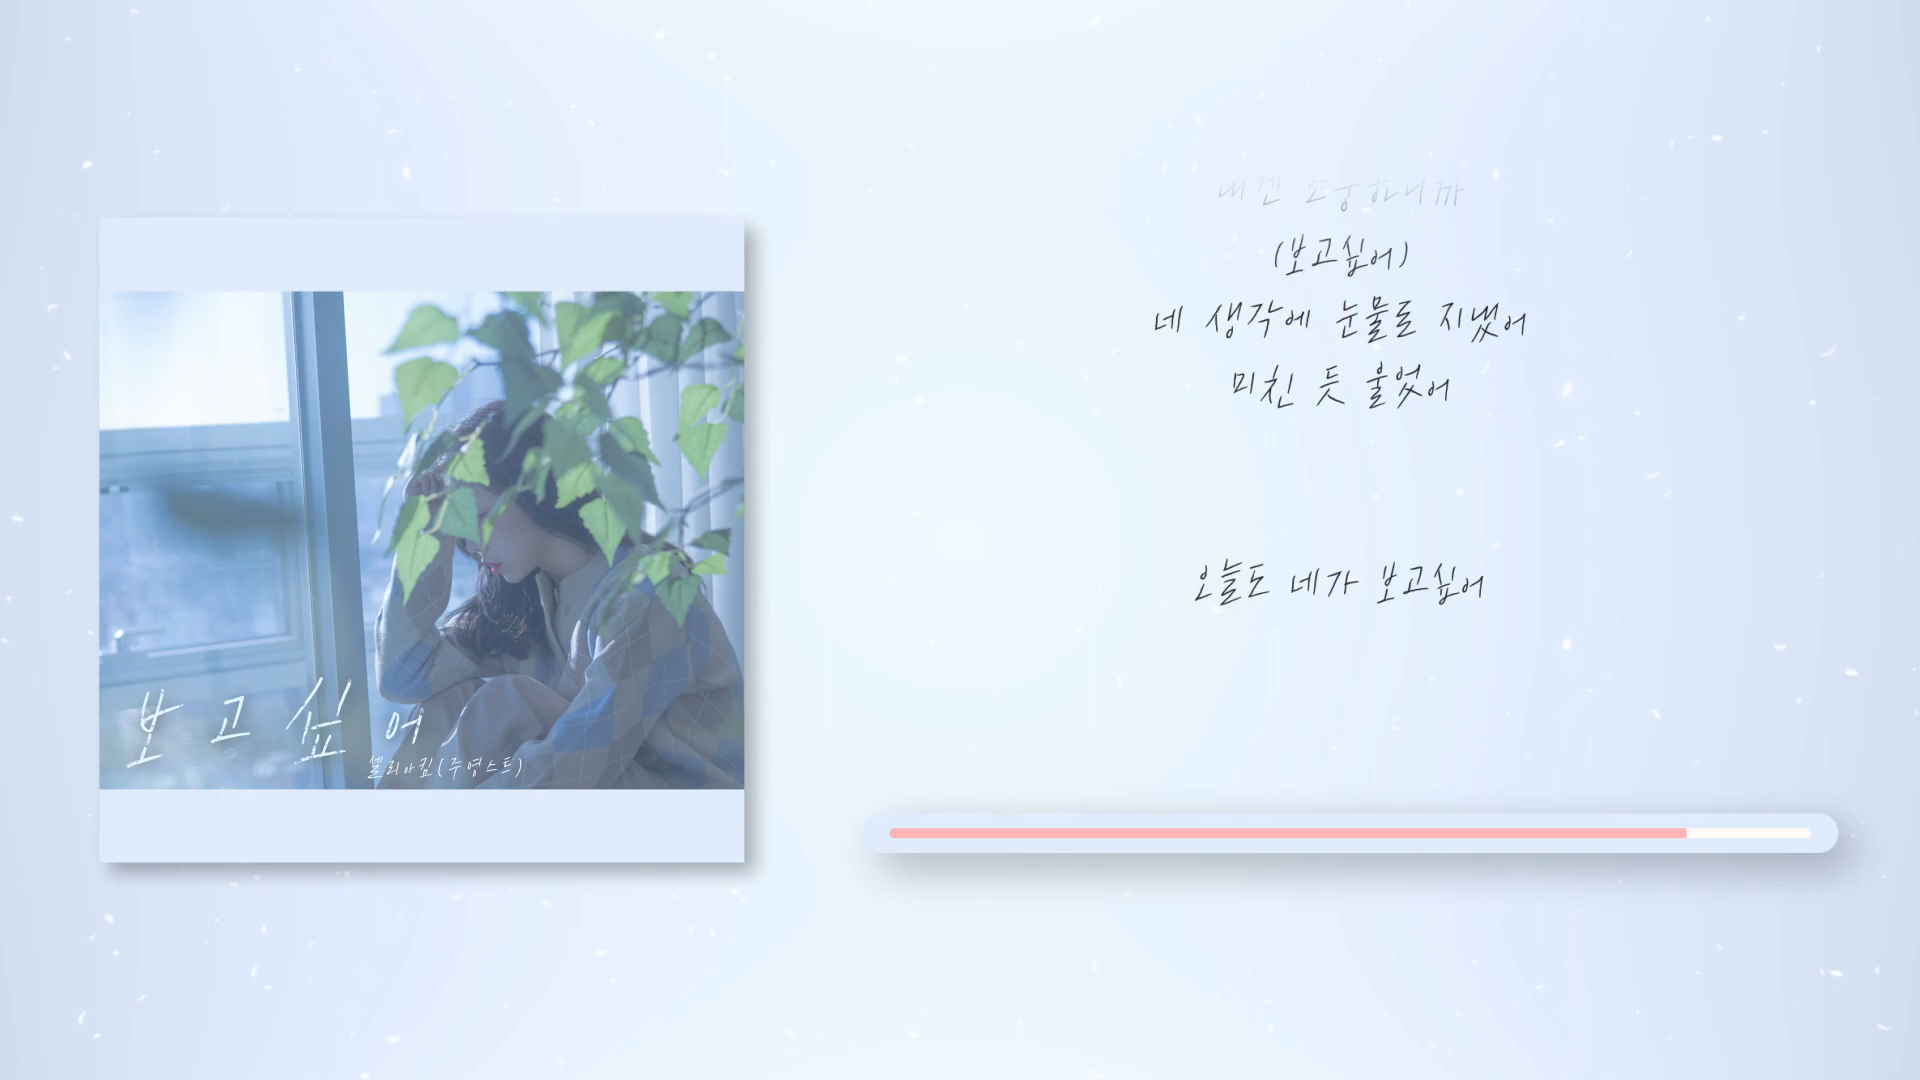 보고싶어
셀리아킴(주영스트)
내겐 소중하니까
(보고싶어)
네 생각에 눈물로 지냈어
미친 듯 울었어
오늘도 네가 보고싶어